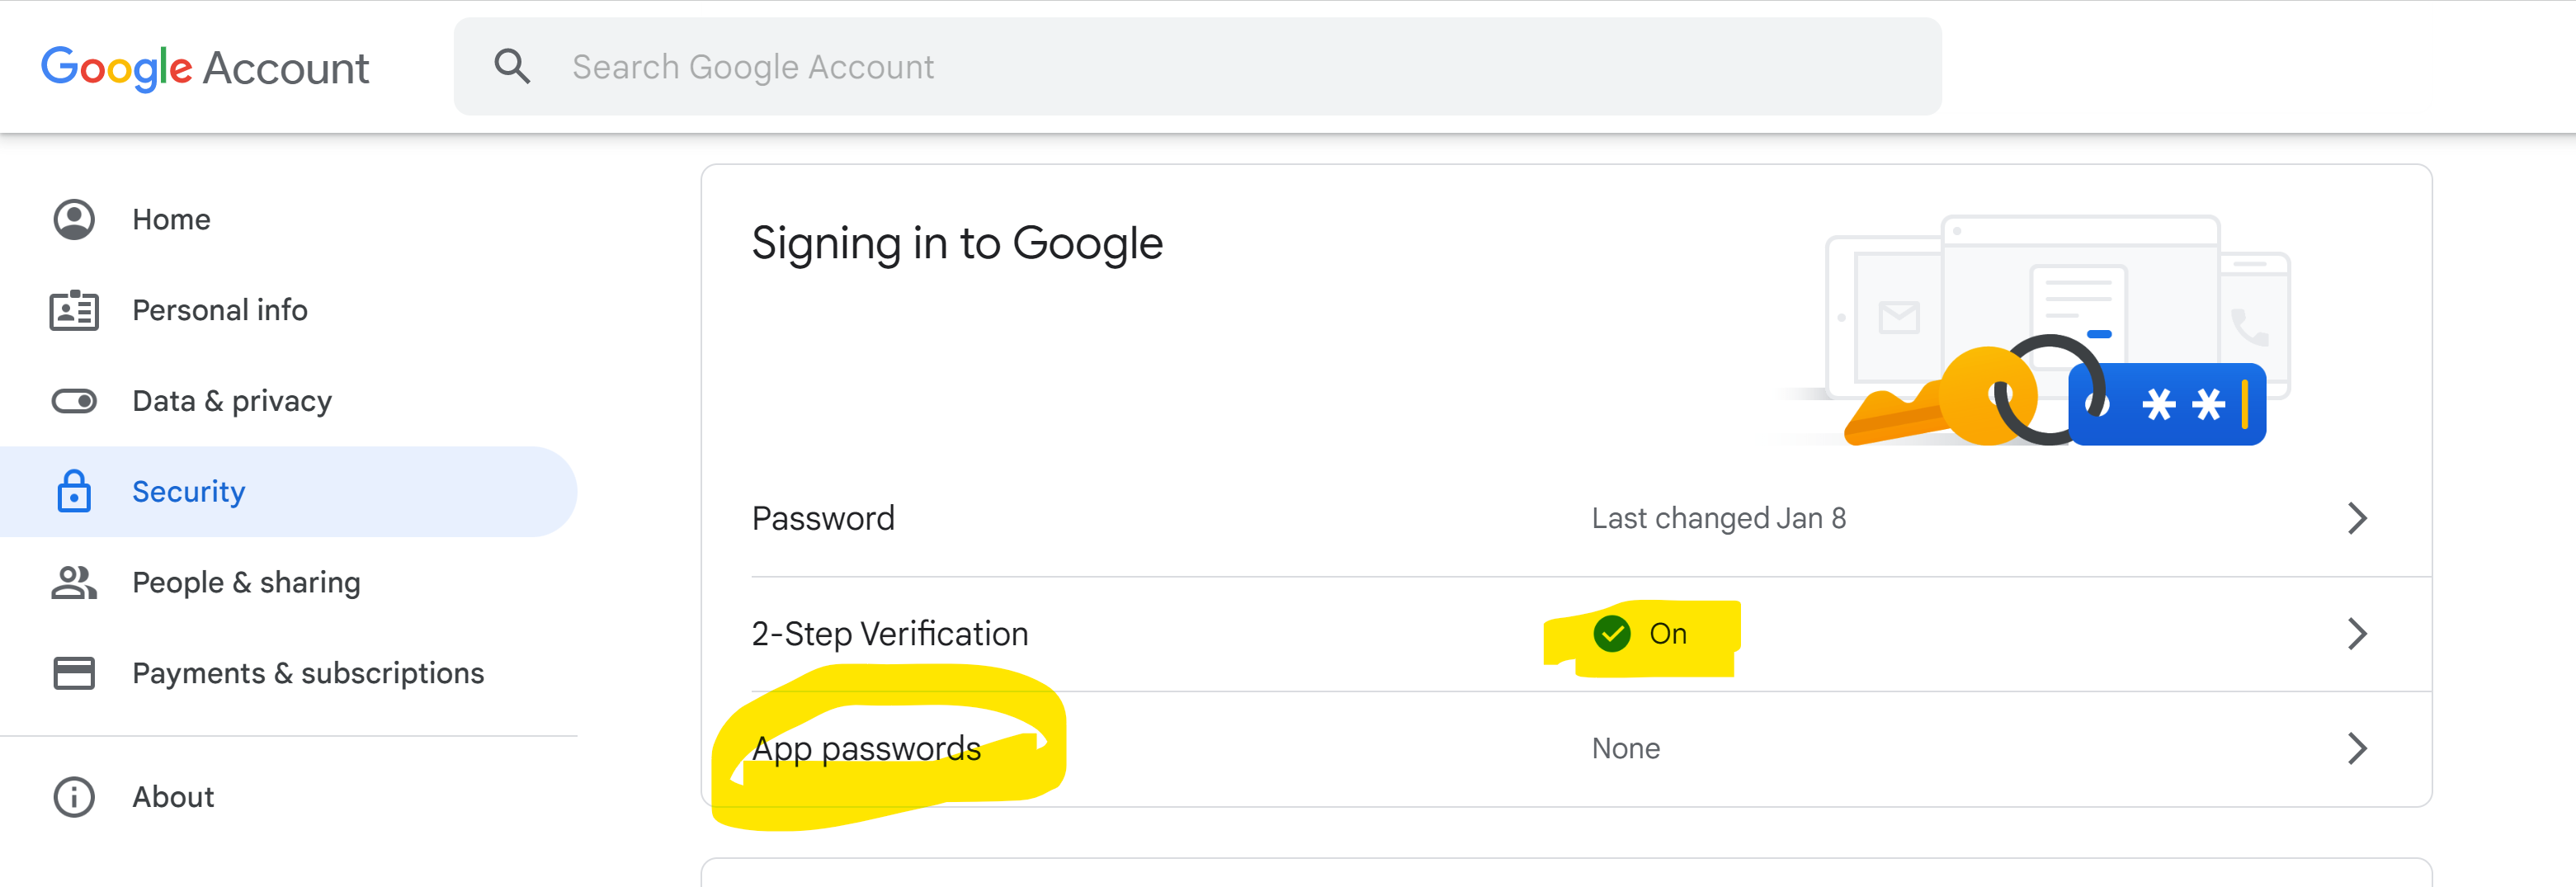 Google Account
Search Google Account
Home
Personal info
Data & privacy
Security
People & sharing
Payments & subscriptions
About
Signing in to Google
**
Password Last changed Jan 8
2-Step Verification On
App passwords None